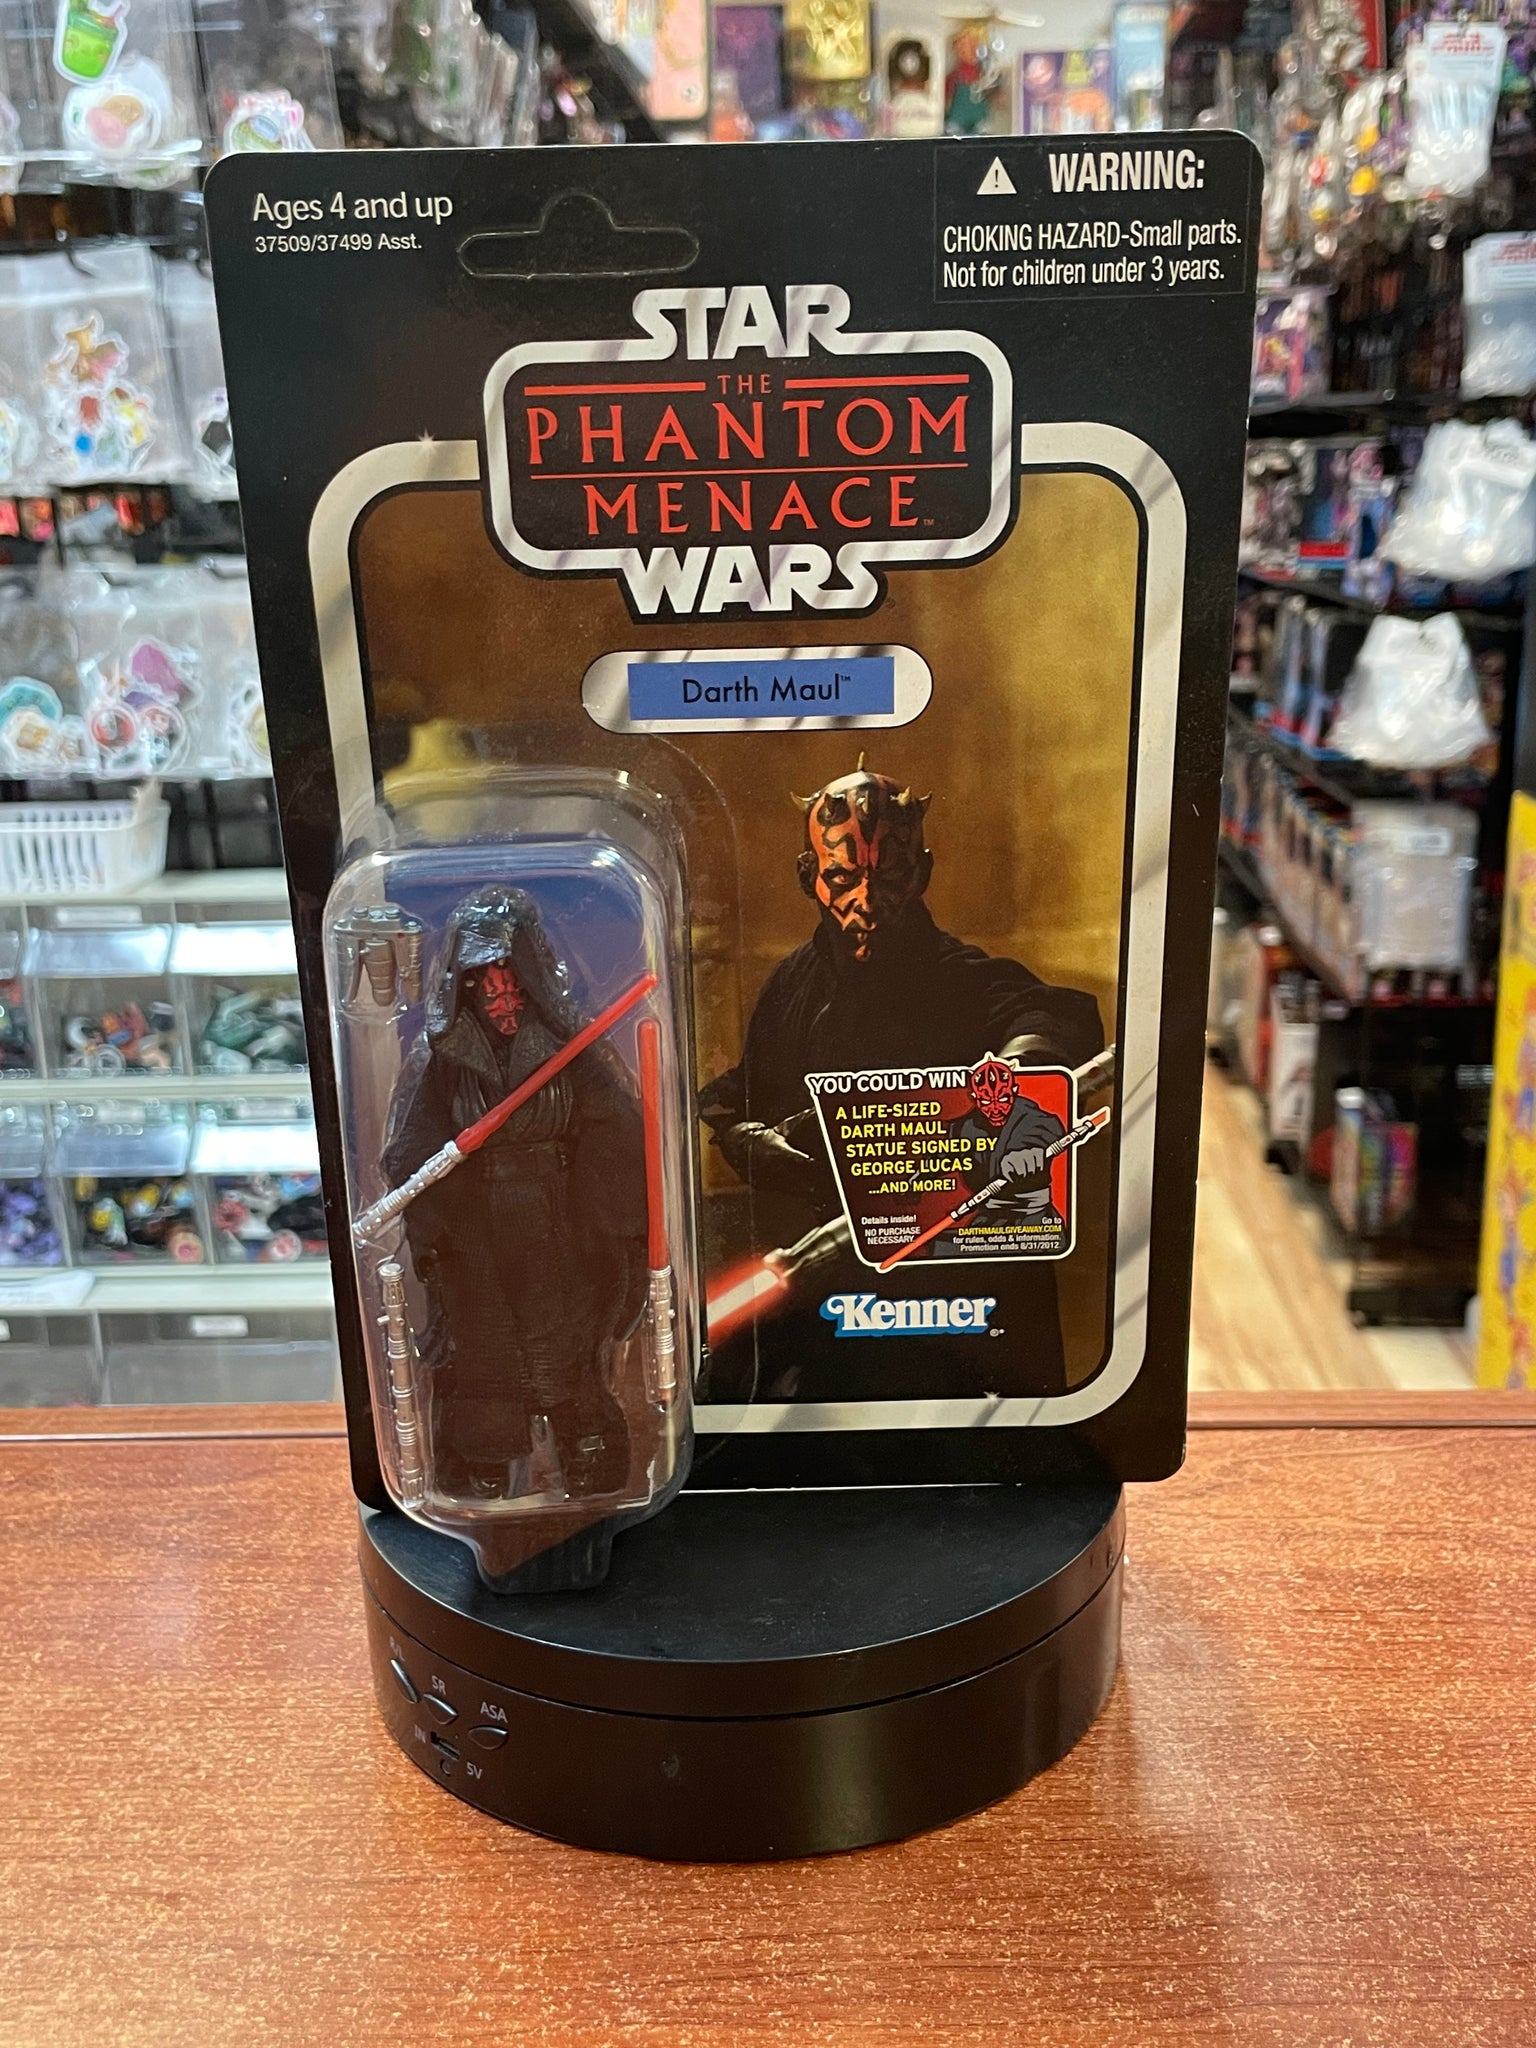 Ages 4 and up
37509/37499 Asst.
WARNING:
CHOKING HAZARD-Small parts.
Not for children under 3 years.
STAR
THE
PHANTOM
MENACE™
WARS®
Darth Maul™
YOU COULD WIN
A LIFE-SIZED
DARTH MAUL
STATUE SIGNED BY
GEORGE LUCAS
...AND MORE!
Details inside!
NO PURCHASE
NECESSARY.
Go to
DARTHMAULGIVEAWAY.COM
for rules, odds & information.
Promotion ends 8/31/2012
Kenner
SR
ASA
IN
5V